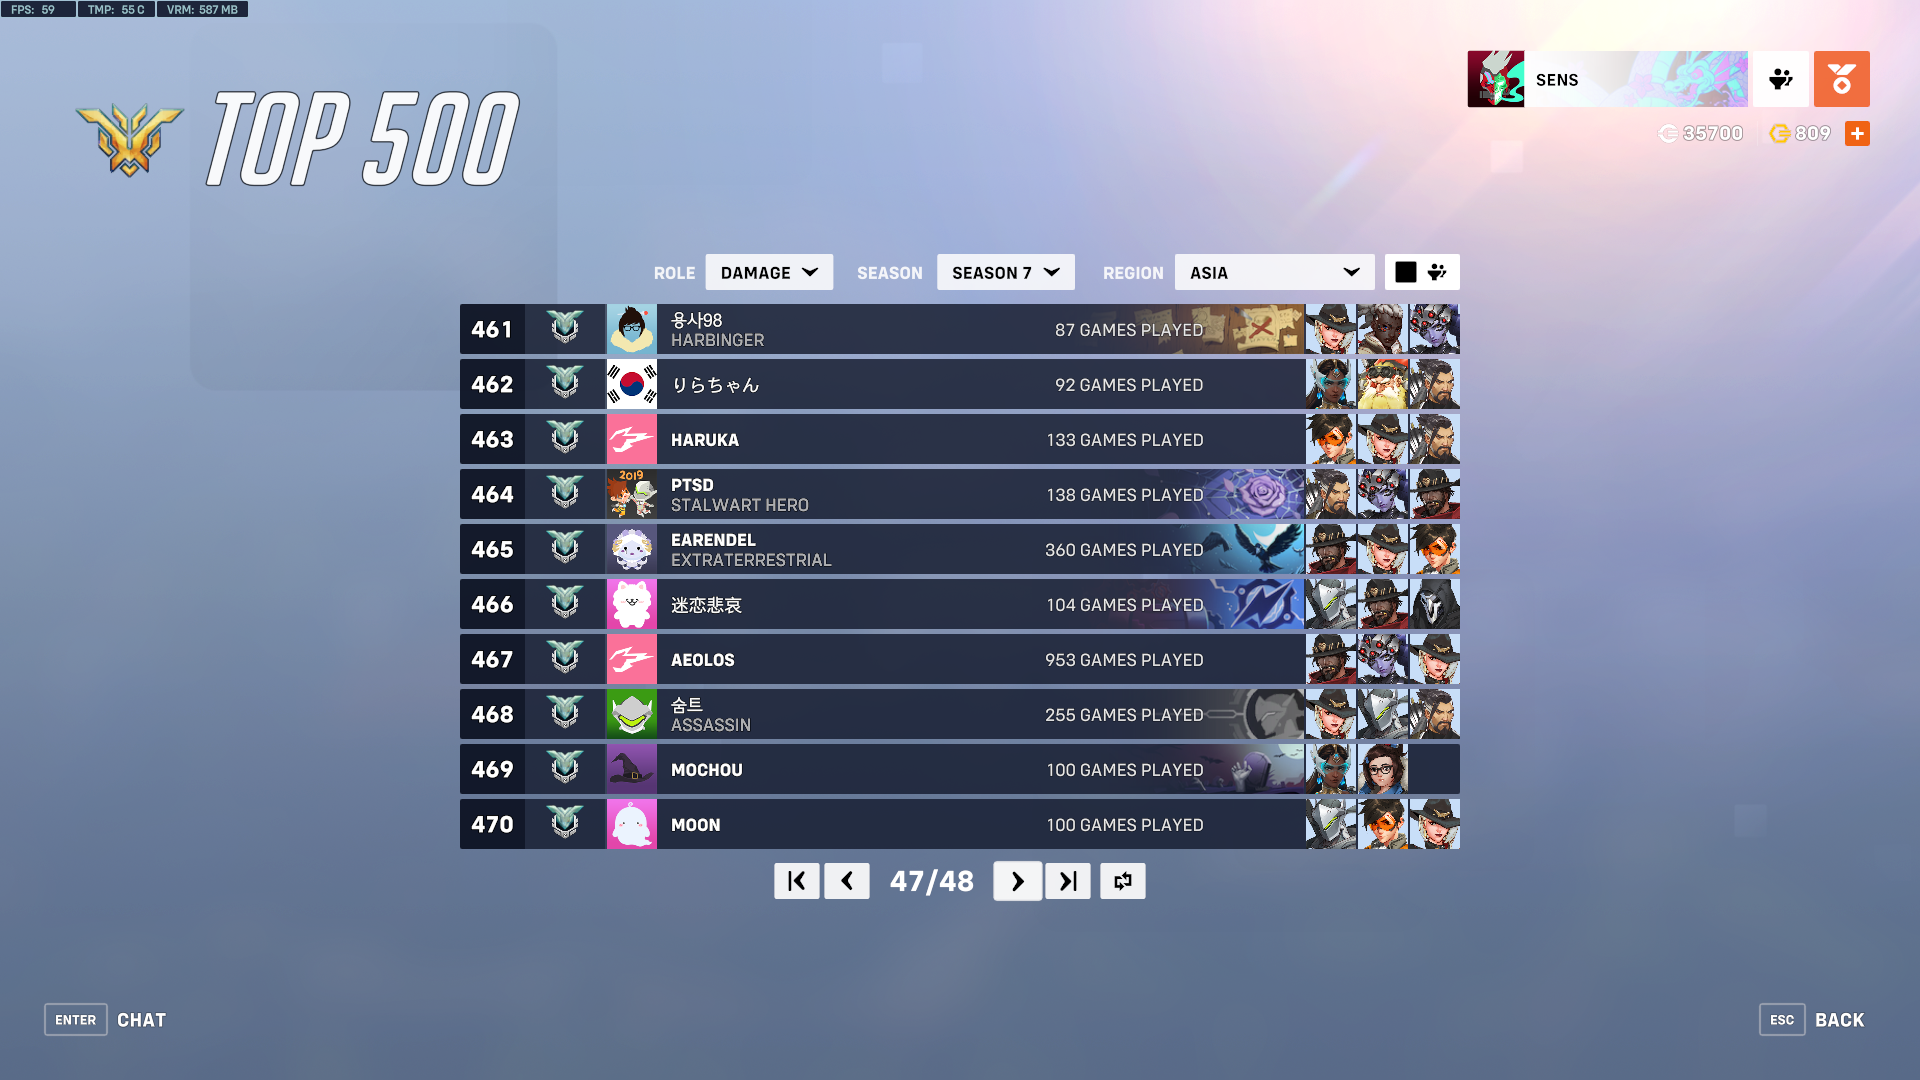 FPS: 59 TMP: 55 C VRM: 587 MB
TOP 500
SENS
35700 809
ROLE DAMAGE SEASON SEASON 7 REGION ASIA
461 용사98 87 GAMES PLAYED
HARBINGER
462 りらちゃん 92 GAMES PLAYED
463 HARUKA 133 GAMES PLAYED
2019
464 PTSD 138 GAMES PLAYED
STALWART HERO
465 EARENDEL 360 GAMES PLAYED
EXTRATERRESTRIAL
466 迷恋悲哀 104 GAMES PLAYED
467 AEOLOS 953 GAMES PLAYED
468 숨트 255 GAMES PLAYED
ASSASSIN
469 MOCHOU 100 GAMES PLAYED
470 MOON 100 GAMES PLAYED
47/48
ENTER CHAT
ESC BACK